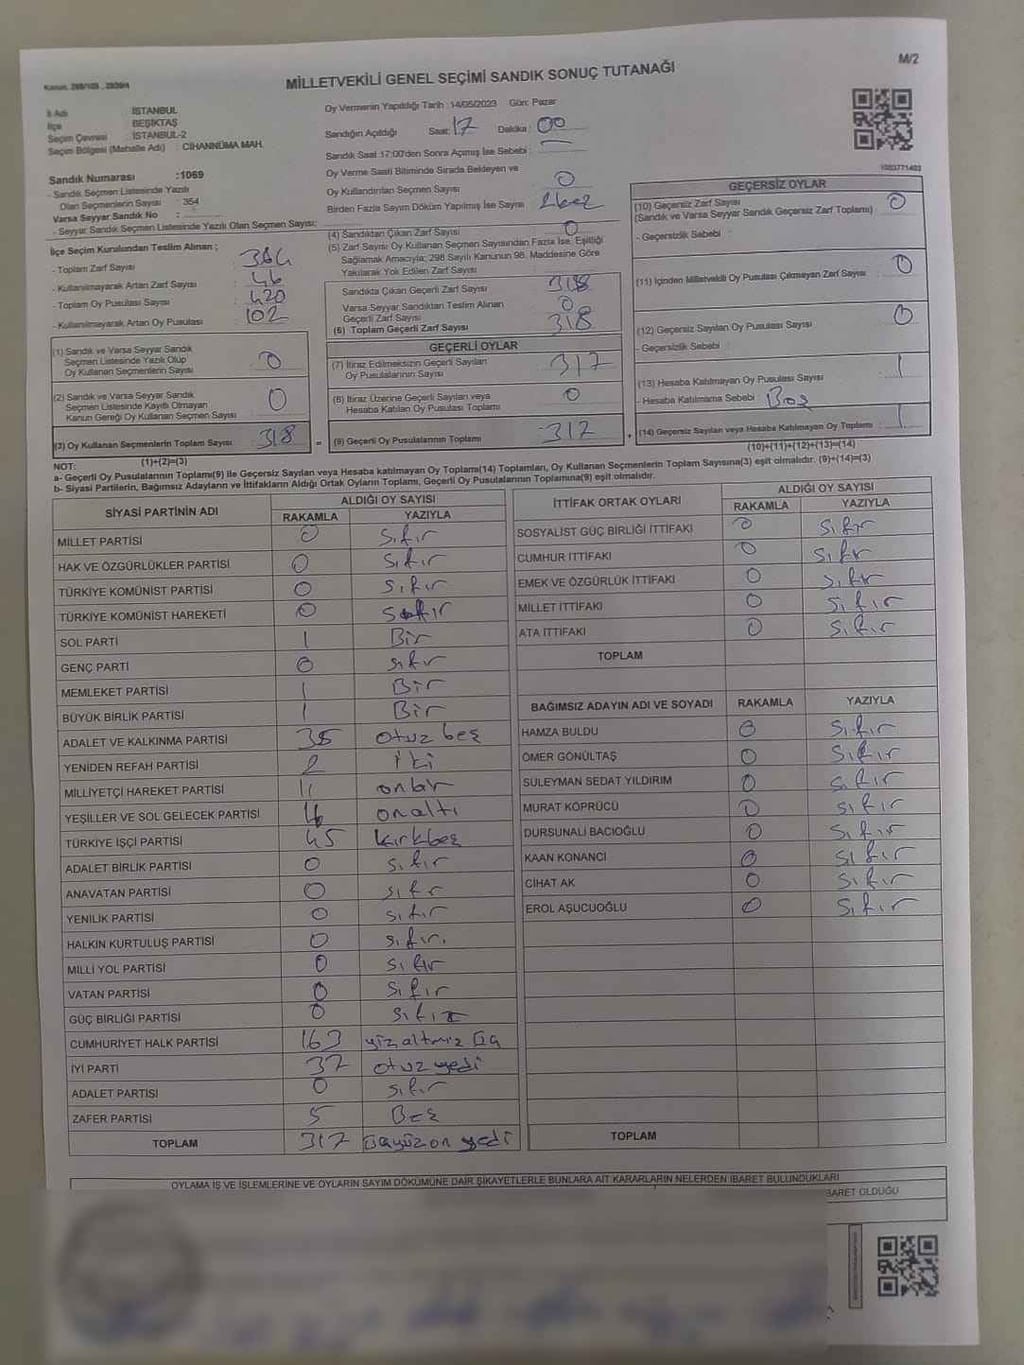 M/2
MİLLETVEKİLİ GENEL SEÇİMİ SANDIK SONUÇ TUTANAĞI
İl Adı : İSTANBUL
İlçe : BEŞİKTAŞ
Seçim Çevresi : İSTANBUL-2
Seçim Bölgesi (Mahalle Adı) : CİHANNÜMA MAH.
Sandık Numarası :1069
- Sandık Seçmen Listesinde Yazılı
Olan Seçmenlerin Sayısı : 354
Varsa Seyyar Sandık No :
- Seyyar Sandık Seçmen Listesinde Yazılı Olan Seçmen Sayısı:
İlçe Seçim Kurulundan Teslim Alınan ;
- Toplam Zarf Sayısı : 364
- Kullanılmayarak Artan Zarf Sayısı : 46
- Toplam Oy Pusulası Sayısı : 420
- Kullanılmayarak Artan Oy Pusulası : 102
(1) Sandık ve Varsa Seyyar Sandık
Seçmen Listesinde Yazılı Olup
Oy Kullanan Seçmenlerin Sayısı 0
(2) Sandık ve Varsa Seyyar Sandık
Seçmen Listesinde Kayıtlı Olmayan
Kanun Gereği Oy Kullanan Seçmen Sayısı 0
(3) Oy Kullanan Seçmenlerin Toplam Sayısı 318
(1)+(2)=(3)
Oy Vermenin Yapıldığı Tarih : 14/05/2023 Gün: Pazar
Sandığın Açıldığı Saat: 17 Dakika : 00
Sandık Saat 17:00'den Sonra Açılmış İse Sebebi : —
Oy Verme Saati Bitiminde Sırada Bekleyen ve
Oy Kullandırılan Seçmen Sayısı 0
Birden Fazla Sayım Döküm Yapılmış İse Sayısı 2kez
(4) Sandıktan Çıkan Zarf Sayısı 0
(5) Zarf Sayısı Oy Kullanan Seçmen Sayısından Fazla İse, Eşitliği
Sağlamak Amacıyla, 298 Sayılı Kanunun 98. Maddesine Göre
Yakılarak Yok Edilen Zarf Sayısı
Sandıkta Çıkan Geçerli Zarf Sayısı 318
Varsa Seyyar Sandıktan Teslim Alınan
Geçerli Zarf Sayısı 0
(6) Toplam Geçerli Zarf Sayısı 318
GEÇERLİ OYLAR
(7) İtiraz Edilmeksizin Geçerli Sayılan
Oy Pusulalarının Sayısı 317
(8) İtiraz Üzerine Geçerli Sayılan veya
Hesaba Katılan Oy Pusulası Toplamı 0
(9) Geçerli Oy Pusulalarının Toplamı 317
1083771403
GEÇERSİZ OYLAR
(10) Geçersiz Zarf Sayısı
(Sandık ve Varsa Seyyar Sandık Geçersiz Zarf Toplamı) : 0
- Geçersizlik Sebebi :
(11) İçinden Milletvekili Oy Pusulası Çıkmayan Zarf Sayısı : 0
(12) Geçersiz Sayılan Oy Pusulası Sayısı : 0
- Geçersizlik Sebebi :
(13) Hesaba Katılmayan Oy Pusulası Sayısı : 1
- Hesaba Katılmama Sebebi : Boş
(14) Geçersiz Sayılan veya Hesaba Katılmayan Oy Toplamı : 1
(10)+(11)+(12)+(13)=(14)
NOT:
a- Geçerli Oy Pusulalarının Toplamı(9) ile Geçersiz Sayılan veya Hesaba katılmayan Oy Toplamı(14) Toplamları, Oy Kullanan Seçmenlerin Toplam Sayısına(3) eşit olmalıdır. (9)+(14)=(3)
b- Siyasi Partilerin, Bağımsız Adayların ve İttifakların Aldığı Ortak Oyların Toplamı, Geçerli Oy Pusulalarının Toplamına(9) eşit olmalıdır.
SİYASİ PARTİNİN ADI ALDIĞI OY SAYISI
RAKAMLA YAZIYLA
MİLLET PARTİSİ 0 Sıfır
HAK VE ÖZGÜRLÜKLER PARTİSİ 0 Sıfır
TÜRKİYE KOMÜNİST PARTİSİ 0 Sıfır
TÜRKİYE KOMÜNİST HAREKETİ 0 Sıfır
SOL PARTİ 1 Bir
GENÇ PARTİ 0 sıfır
MEMLEKET PARTİSİ 1 Bir
BÜYÜK BİRLİK PARTİSİ 1 Bir
ADALET VE KALKINMA PARTİSİ 35 otuz beş
YENİDEN REFAH PARTİSİ 2 iki
MİLLİYETÇİ HAREKET PARTİSİ 11 onbir
YEŞİLLER VE SOL GELECEK PARTİSİ 16 onaltı
TÜRKİYE İŞÇİ PARTİSİ 45 kırkbeş
ADALET BİRLİK PARTİSİ 0 sıfır
ANAVATAN PARTİSİ 0 sıfır
YENİLİK PARTİSİ 0 sıfır
HALKIN KURTULUŞ PARTİSİ 0 sıfır.
MİLLİ YOL PARTİSİ 0 Sıfır
VATAN PARTİSİ 0 Sıfır
GÜÇ BİRLİĞİ PARTİSİ 0 Sıfır
CUMHURİYET HALK PARTİSİ 163 yüzaltmış üç
İYİ PARTİ 37 otuz yedi
ADALET PARTİSİ 0 sıfır
ZAFER PARTİSİ 5 Beş
TOPLAM 317 üçyüz on yedi
İTTİFAK ORTAK OYLARI ALDIĞI OY SAYISI
RAKAMLA YAZIYLA
SOSYALİST GÜÇ BİRLİĞİ İTTİFAKI 0 Sıfır
CUMHUR İTTİFAKI 0 Sıfır
EMEK VE ÖZGÜRLÜK İTTİFAKI 0 Sıfır
MİLLET İTTİFAKI 0 Sıfır
ATA İTTİFAKI 0 Sıfır
TOPLAM
BAĞIMSIZ ADAYIN ADI VE SOYADI RAKAMLA YAZIYLA
HAMZA BULDU 0 Sıfır
ÖMER GÖNÜLTAŞ 0 Sıfır
SÜLEYMAN SEDAT YILDIRIM 0 Sıfır
MURAT KÖPRÜCÜ 0 sıfır
DURSUNALİ BACIOĞLU 0 Sıfır
KAAN KONANCİ 0 Sıfır
CİHAT AK 0 Sıfır
EROL AŞUCUOĞLU 0 Sıfır
TOPLAM
OYLAMA İŞ VE İŞLEMLERİNE VE OYLARIN SAYIM DÖKÜMÜNE DAİR ŞİKAYETLERLE BUNLARA AİT KARARLARIN NELERDEN İBARET BULUNDUKLARI
BARET OLDUĞU